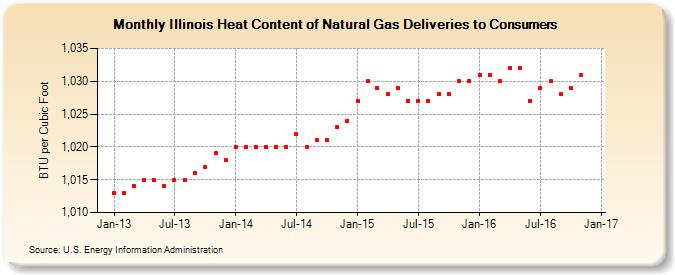 Monthly Illinois Heat Content of Natural Gas Deliveries to Consumers
BTU per Cubic Foot
1,035
1,030
1,025
1,020
1,015
1,010
Jan-13 Jul-13 Jan-14 Jul-14 Jan-15 Jul-15 Jan-16 Jul-16 Jan-17
Source: U.S. Energy Information Administration